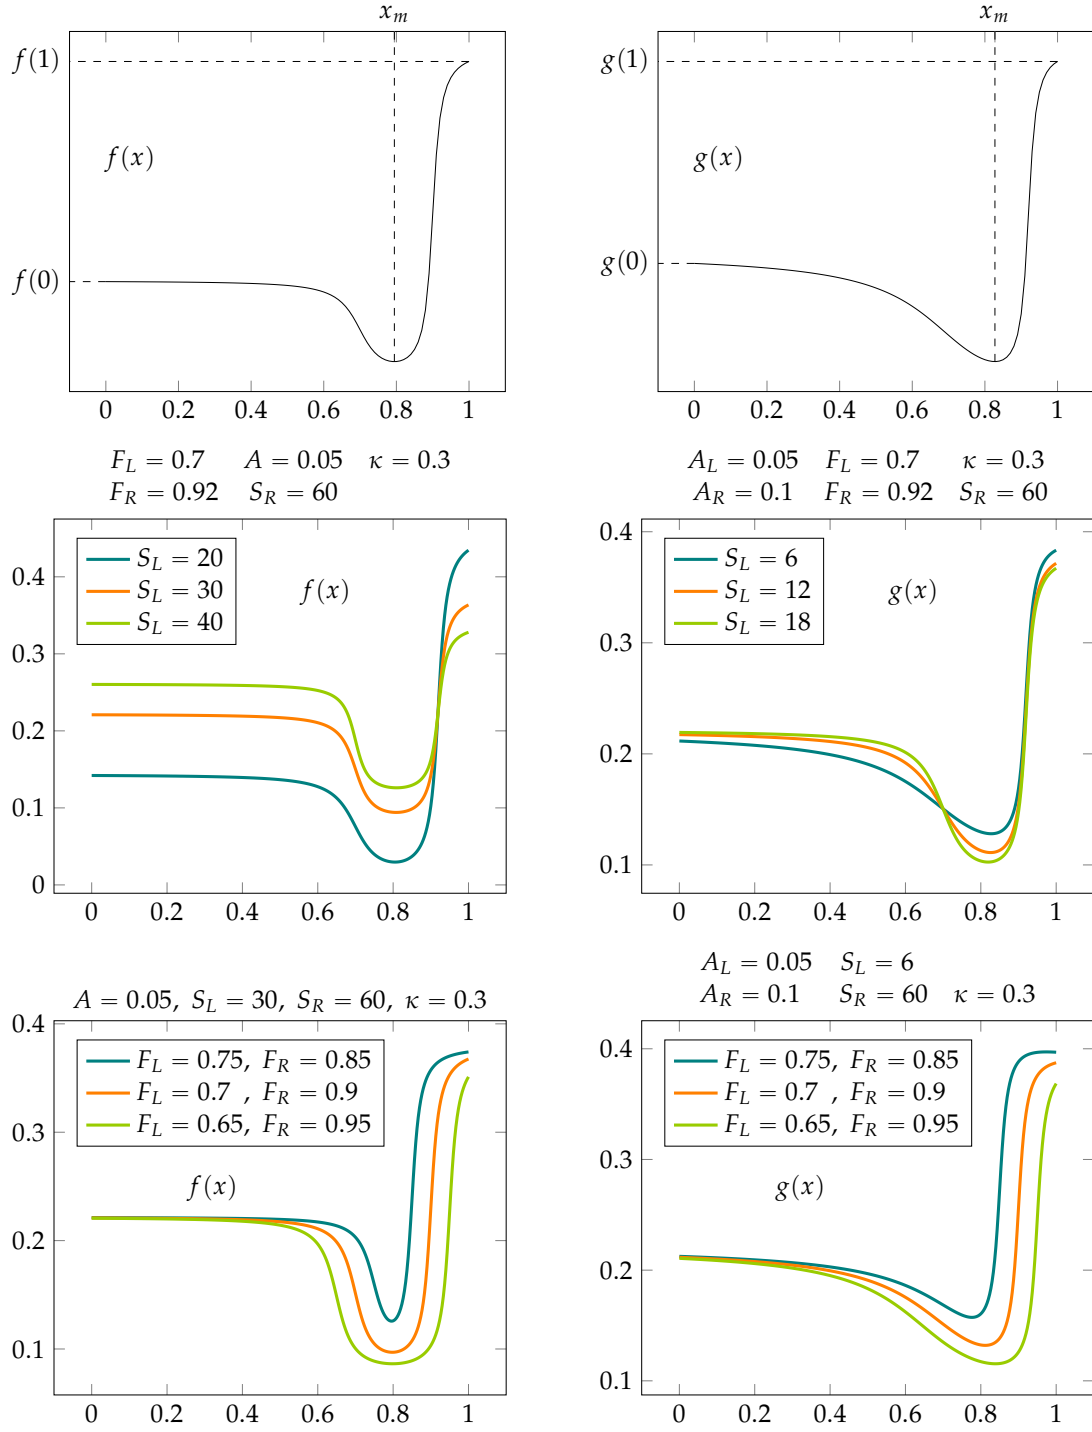 x_m
f(1)
f(x)
f(0)
0 0.2 0.4 0.6 0.8 1
x_m
g(1)
g(x)
g(0)
0 0.2 0.4 0.6 0.8 1
F_L = 0.7 A = 0.05 κ = 0.3
F_R = 0.92 S_R = 60
S_L = 20
S_L = 30
S_L = 40
f(x)
0.4
0.3
0.2
0.1
0
0 0.2 0.4 0.6 0.8 1
A_L = 0.05 F_L = 0.7 κ = 0.3
A_R = 0.1 F_R = 0.92 S_R = 60
S_L = 6
S_L = 12
S_L = 18
g(x)
0.4
0.3
0.2
0.1
0 0.2 0.4 0.6 0.8 1
A = 0.05, S_L = 30, S_R = 60, κ = 0.3
F_L = 0.75, F_R = 0.85
F_L = 0.7 , F_R = 0.9
F_L = 0.65, F_R = 0.95
f(x)
0.4
0.3
0.2
0.1
0 0.2 0.4 0.6 0.8 1
A_L = 0.05 S_L = 6
A_R = 0.1 S_R = 60 κ = 0.3
F_L = 0.75, F_R = 0.85
F_L = 0.7 , F_R = 0.9
F_L = 0.65, F_R = 0.95
g(x)
0.4
0.3
0.2
0.1
0 0.2 0.4 0.6 0.8 1